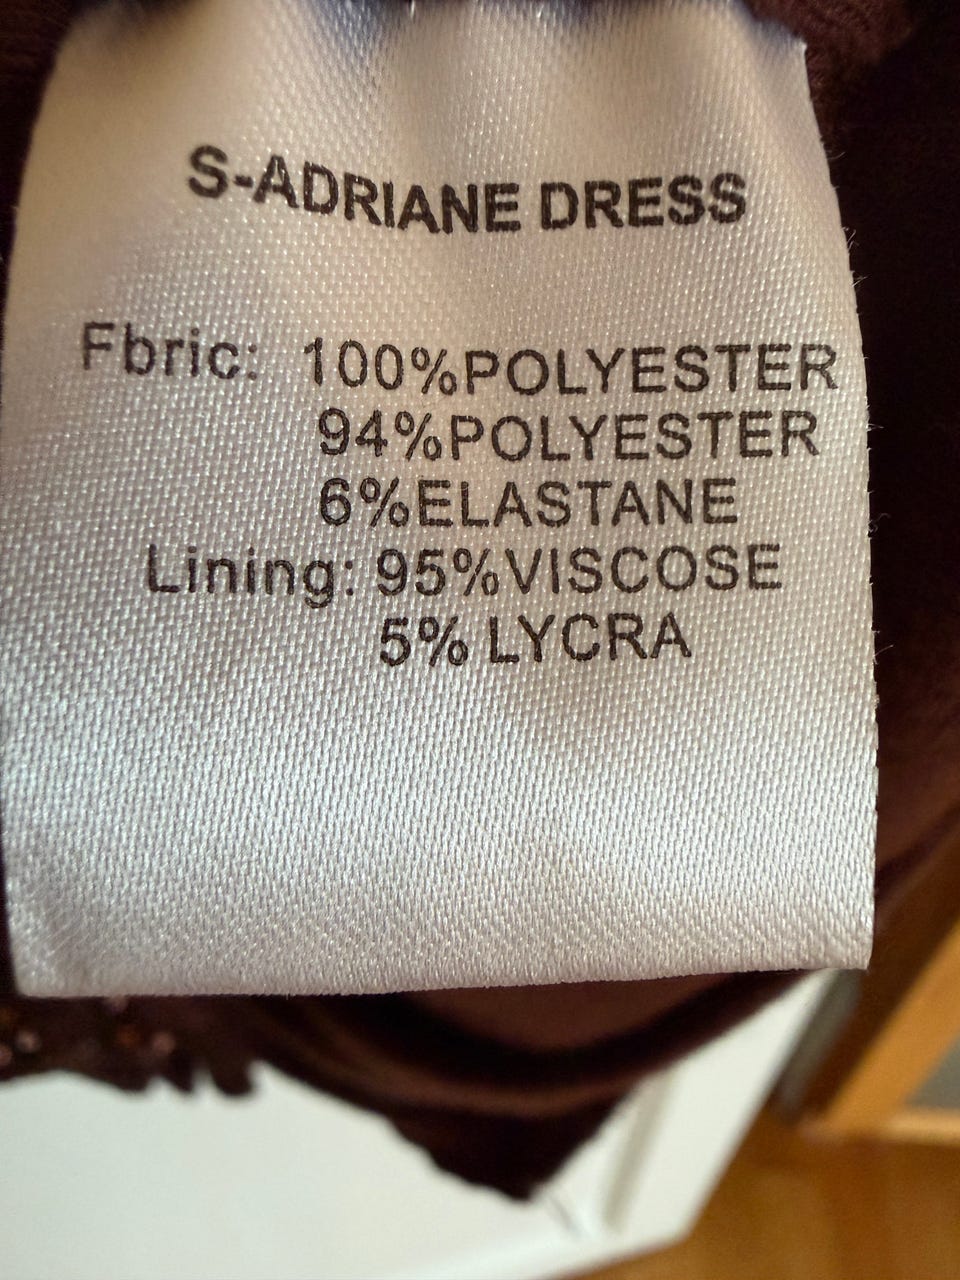 S-ADRIANE DRESS
Fbric: 100%POLYESTER
94%POLYESTER
6%ELASTANE
Lining: 95%VISCOSE
5% LYCRA